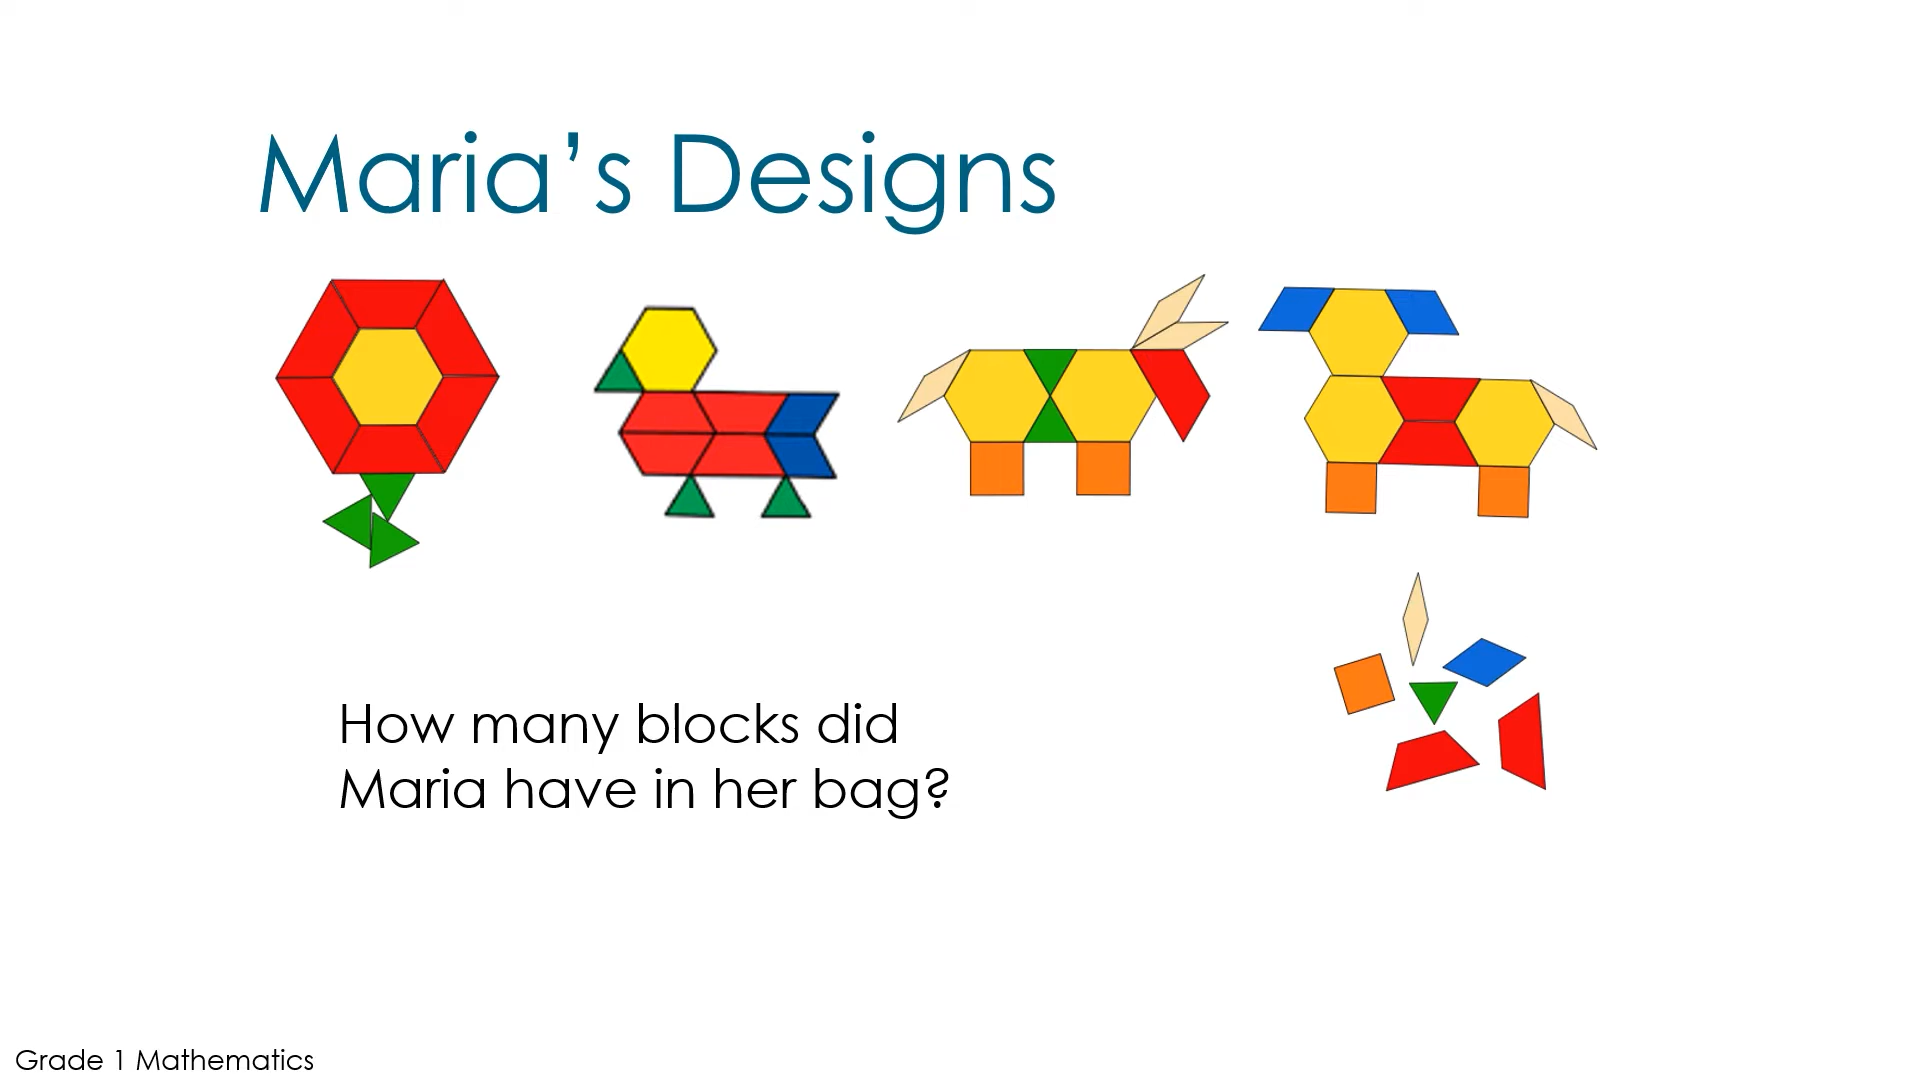 Maria’s Designs
How many blocks did
Maria have in her bag?
Grade 1 Mathematics